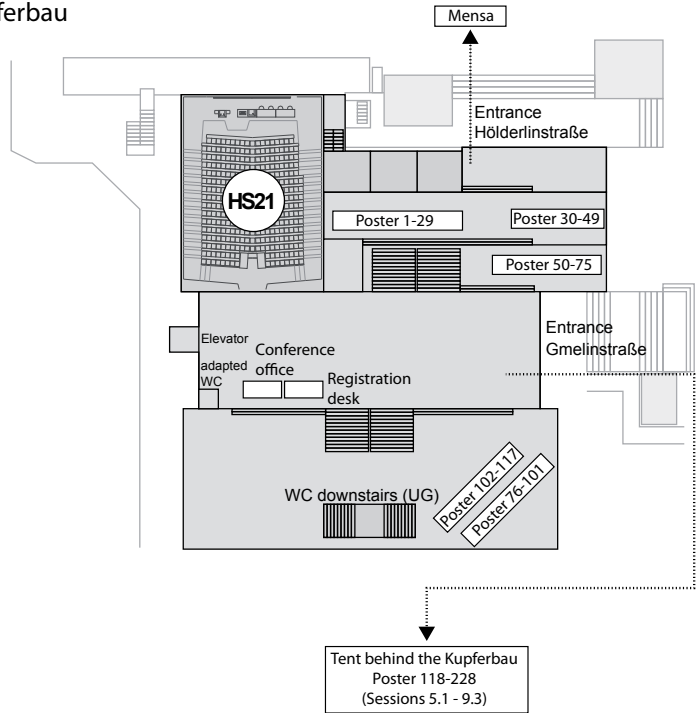 ferbau
Mensa
Entrance
Hölderlinstraße
HS21
Poster 1-29
Poster 30-49
Poster 50-75
Entrance
Gmelinstraße
Elevator
adapted
WC
Conference
office
Registration
desk
WC downstairs (UG)
Poster 102-117
Poster 76-101
Tent behind the Kupferbau
Poster 118-228
(Sessions 5.1 - 9.3)